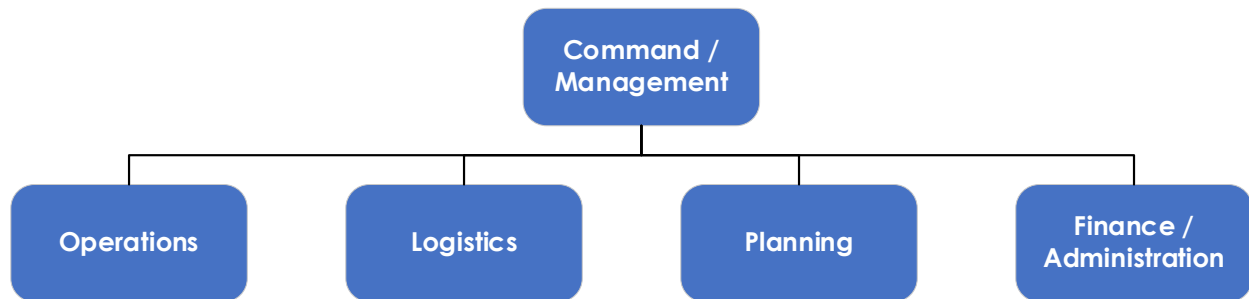 Command /
Management
Operations
Logistics
Planning
Finance /
Administration